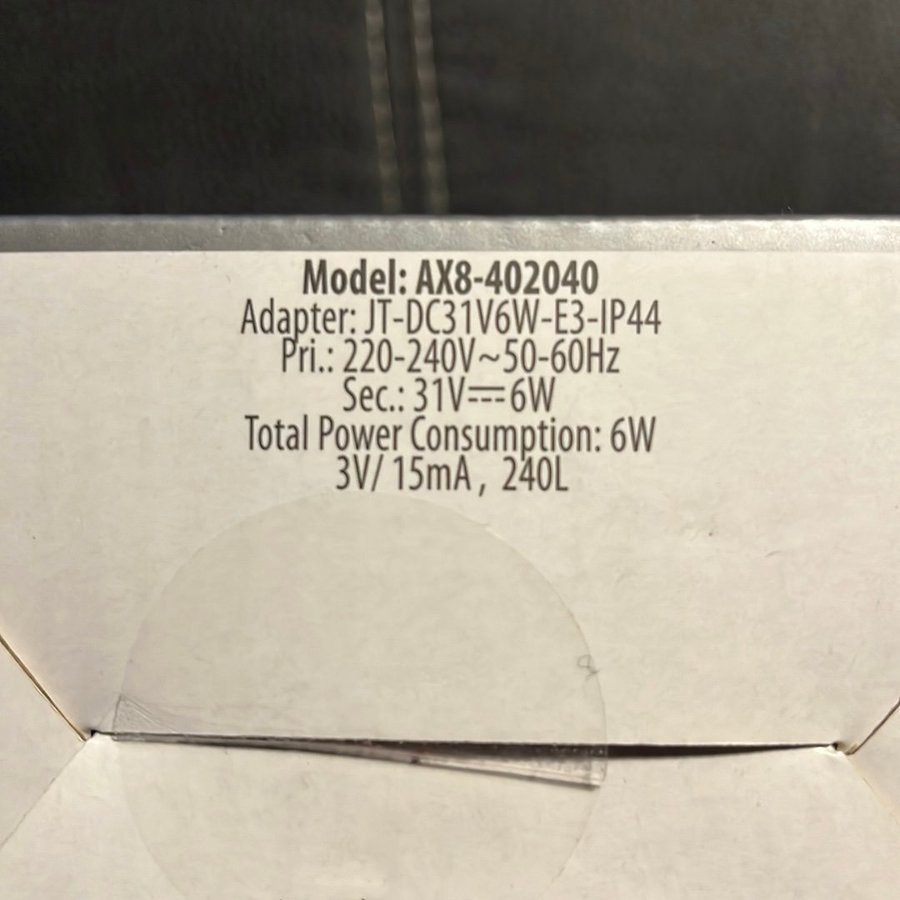 Model: AX8-402040
Adapter: JT-DC31V6W-E3-IP44
Pri.: 220-240V~50-60Hz
Sec.: 31V⎓6W
Total Power Consumption: 6W
3V/ 15mA , 240L